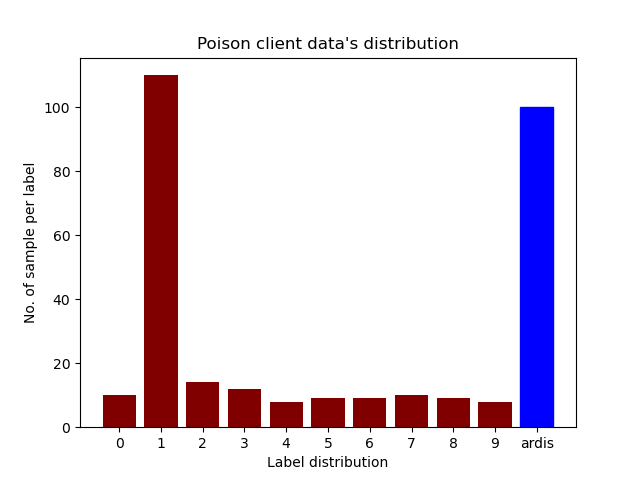 Poison client data's distribution
No. of sample per label
100
80
60
40
20
0
0 1 2 3 4 5 6 7 8 9 ardis
Label distribution